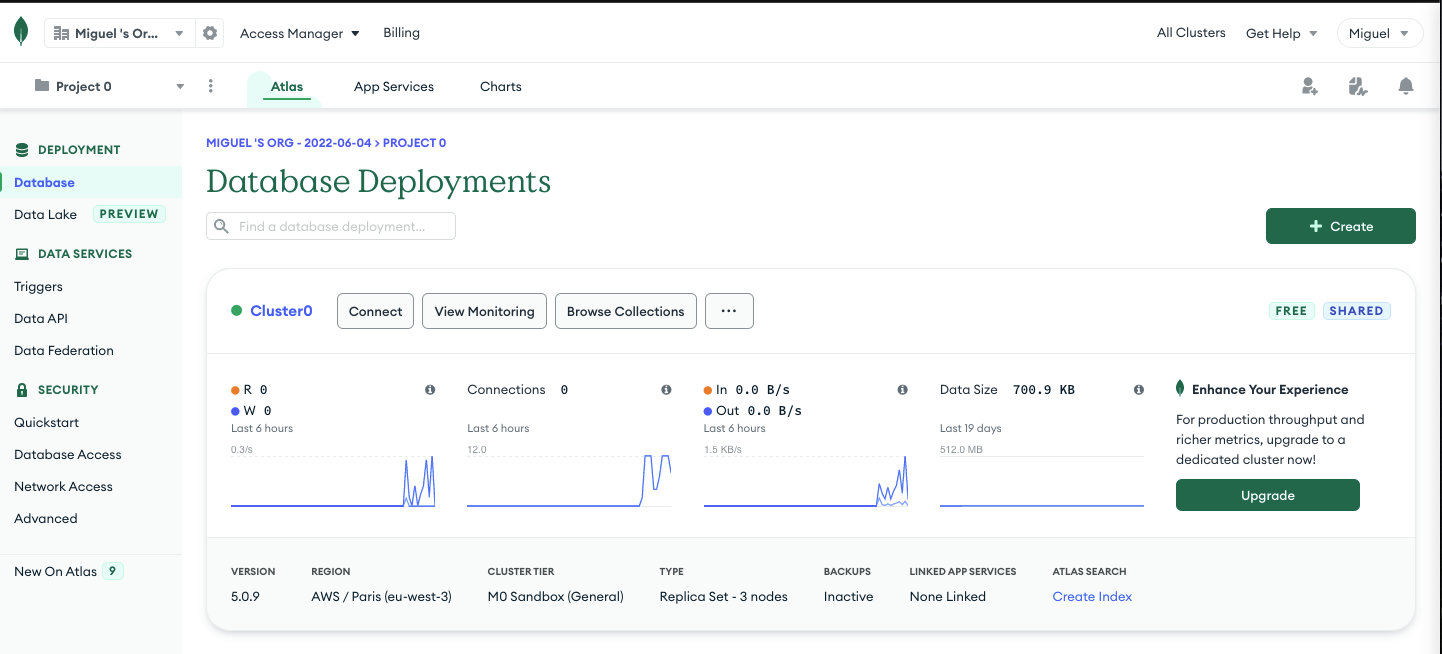 Miguel 's Or...
Access Manager
Billing
All Clusters
Get Help
Miguel
Project 0
Atlas
App Services
Charts
DEPLOYMENT
Database
Data Lake PREVIEW
DATA SERVICES
Triggers
Data API
Data Federation
SECURITY
Quickstart
Database Access
Network Access
Advanced
New On Atlas 9
MIGUEL 'S ORG - 2022-06-04 > PROJECT 0
Database Deployments
Find a database deployment...
+ Create
Cluster0
Connect
View Monitoring
Browse Collections
...
FREE
SHARED
R 0
W 0
Last 6 hours
0.3/s
Connections 0
Last 6 hours
12.0
In 0.0 B/s
Out 0.0 B/s
Last 6 hours
1.5 KB/s
Data Size 700.9 KB
Last 19 days
512.0 MB
Enhance Your Experience
For production throughput and
richer metrics, upgrade to a
dedicated cluster now!
Upgrade
VERSION
5.0.9
REGION
AWS / Paris (eu-west-3)
CLUSTER TIER
M0 Sandbox (General)
TYPE
Replica Set - 3 nodes
BACKUPS
Inactive
LINKED APP SERVICES
None Linked
ATLAS SEARCH
Create Index